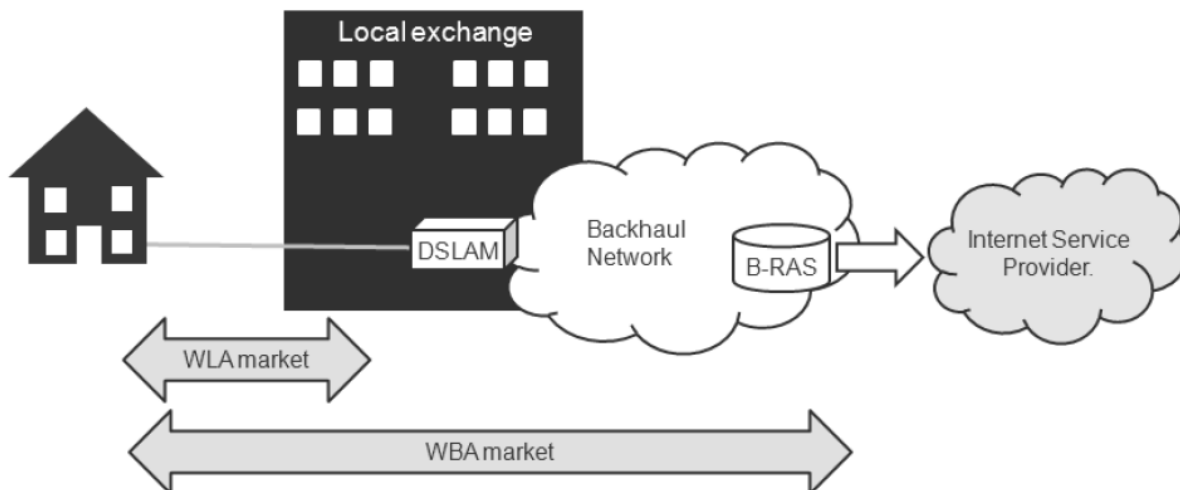 Local exchange
DSLAM
Backhaul
Network
B-RAS
Internet Service
Provider.
WLA market
WBA market